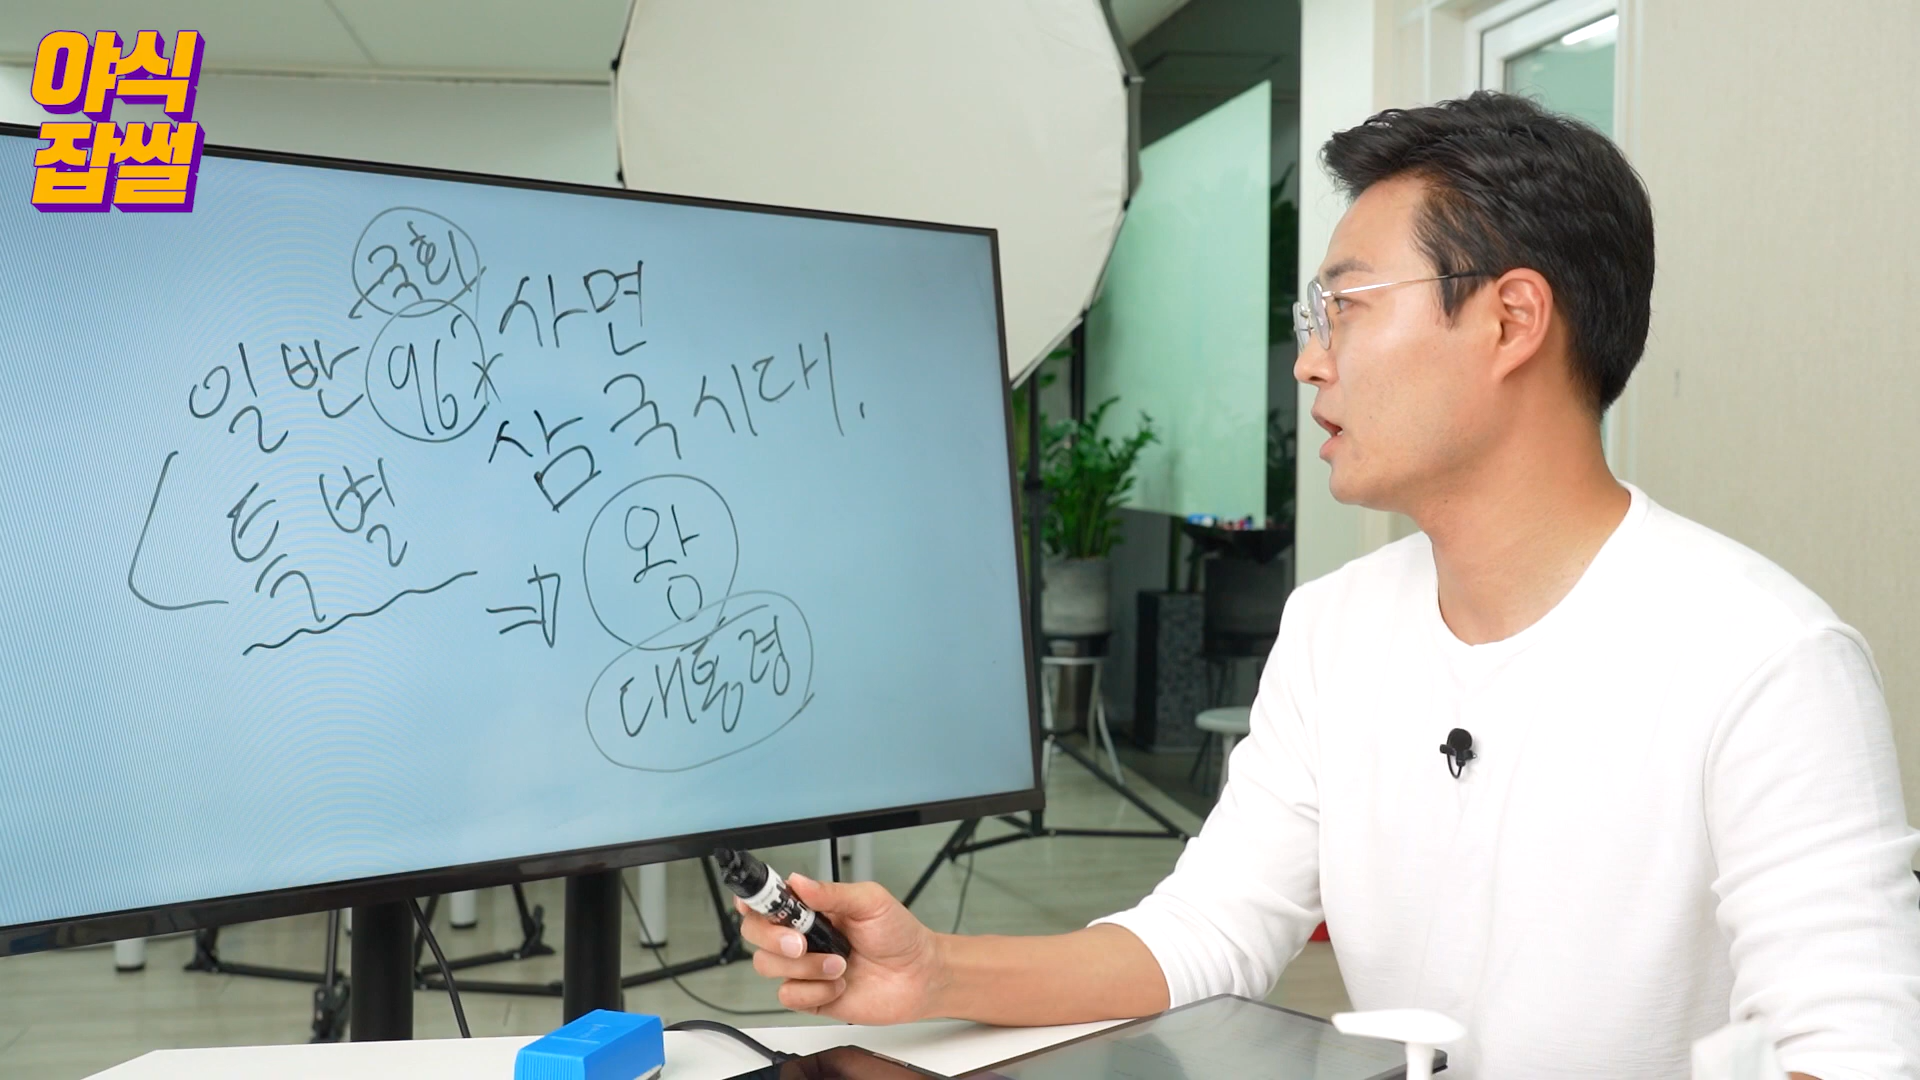 야식
잡썰
국회
사면
일반 96' x
삼국시대.
특별
⇒ 왕
대통령